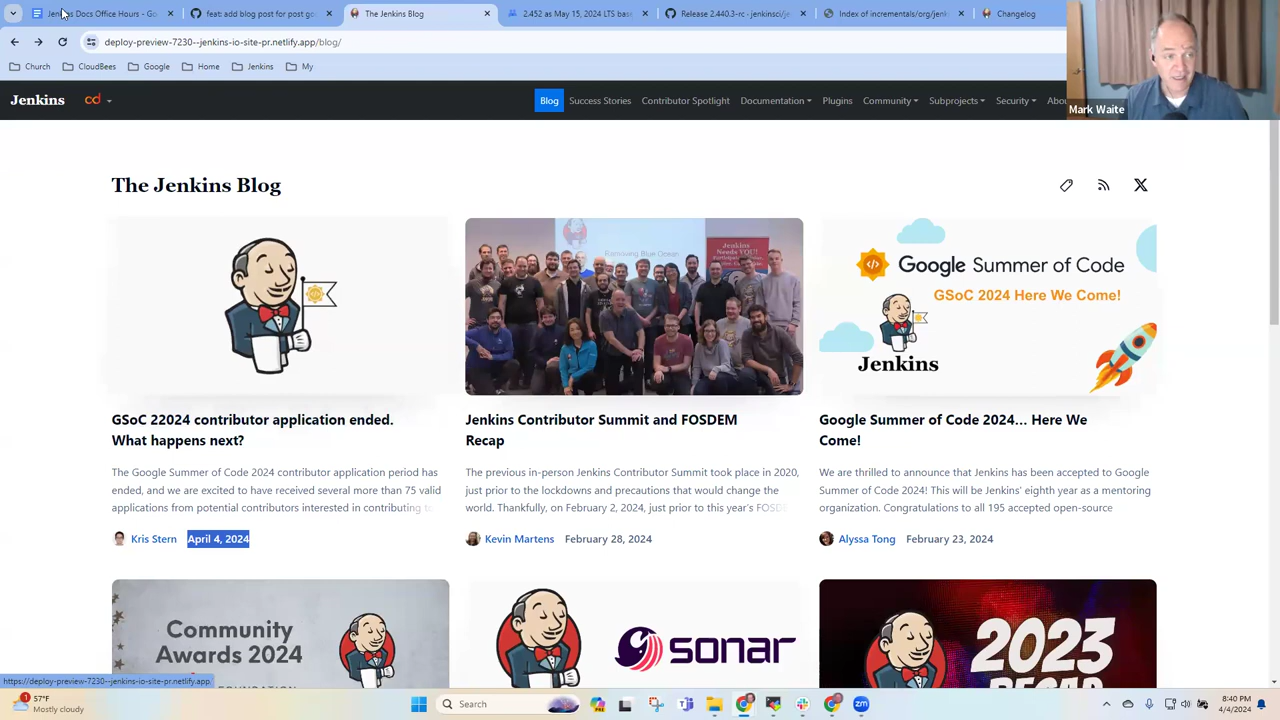 Jenkins Docs Office Hours - Go
feat: add blog post for post go
The Jenkins Blog
2.452 as May 15, 2024 LTS base
Release 2.440.3-rc · jenkinsci/je
Index of incrementals/org/jenk
Changelog
deploy-preview-7230--jenkins-io-site-pr.netlify.app/blog/
Church
CloudBees
Google
Home
Jenkins
My
Mark Waite
Jenkins
cd
Blog
Success Stories
Contributor Spotlight
Documentation
Plugins
Community
Subprojects
Security
Abou
The Jenkins Blog
Google Summer of Code
GSoC 2024 Here We Come!
Jenkins
Jenkins
Needs YOU!
GSoC 22024 contributor application ended.
What happens next?
Jenkins Contributor Summit and FOSDEM
Recap
Google Summer of Code 2024... Here We
Come!
The Google Summer of Code 2024 contributor application period has
ended, and we are excited to have received several more than 75 valid
applications from potential contributors interested in contributing to
The previous in-person Jenkins Contributor Summit took place in 2020,
just prior to the lockdowns and precautions that would change the
world. Thankfully, on February 2, 2024, just prior to this year's FOSDE
We are thrilled to announce that Jenkins has been accepted to Google
Summer of Code 2024! This will be Jenkins' eighth year as a mentoring
organization. Congratulations to all 195 accepted open-source
Kris Stern
April 4, 2024
Kevin Martens
February 28, 2024
Alyssa Tong
February 23, 2024
Community
Awards 2024
sonar
2023
RECAP
https://deploy-preview-7230--jenkins-io-site-pr.netlify.app
1
57°F
Mostly cloudy
Search
8:40 PM
4/4/2024